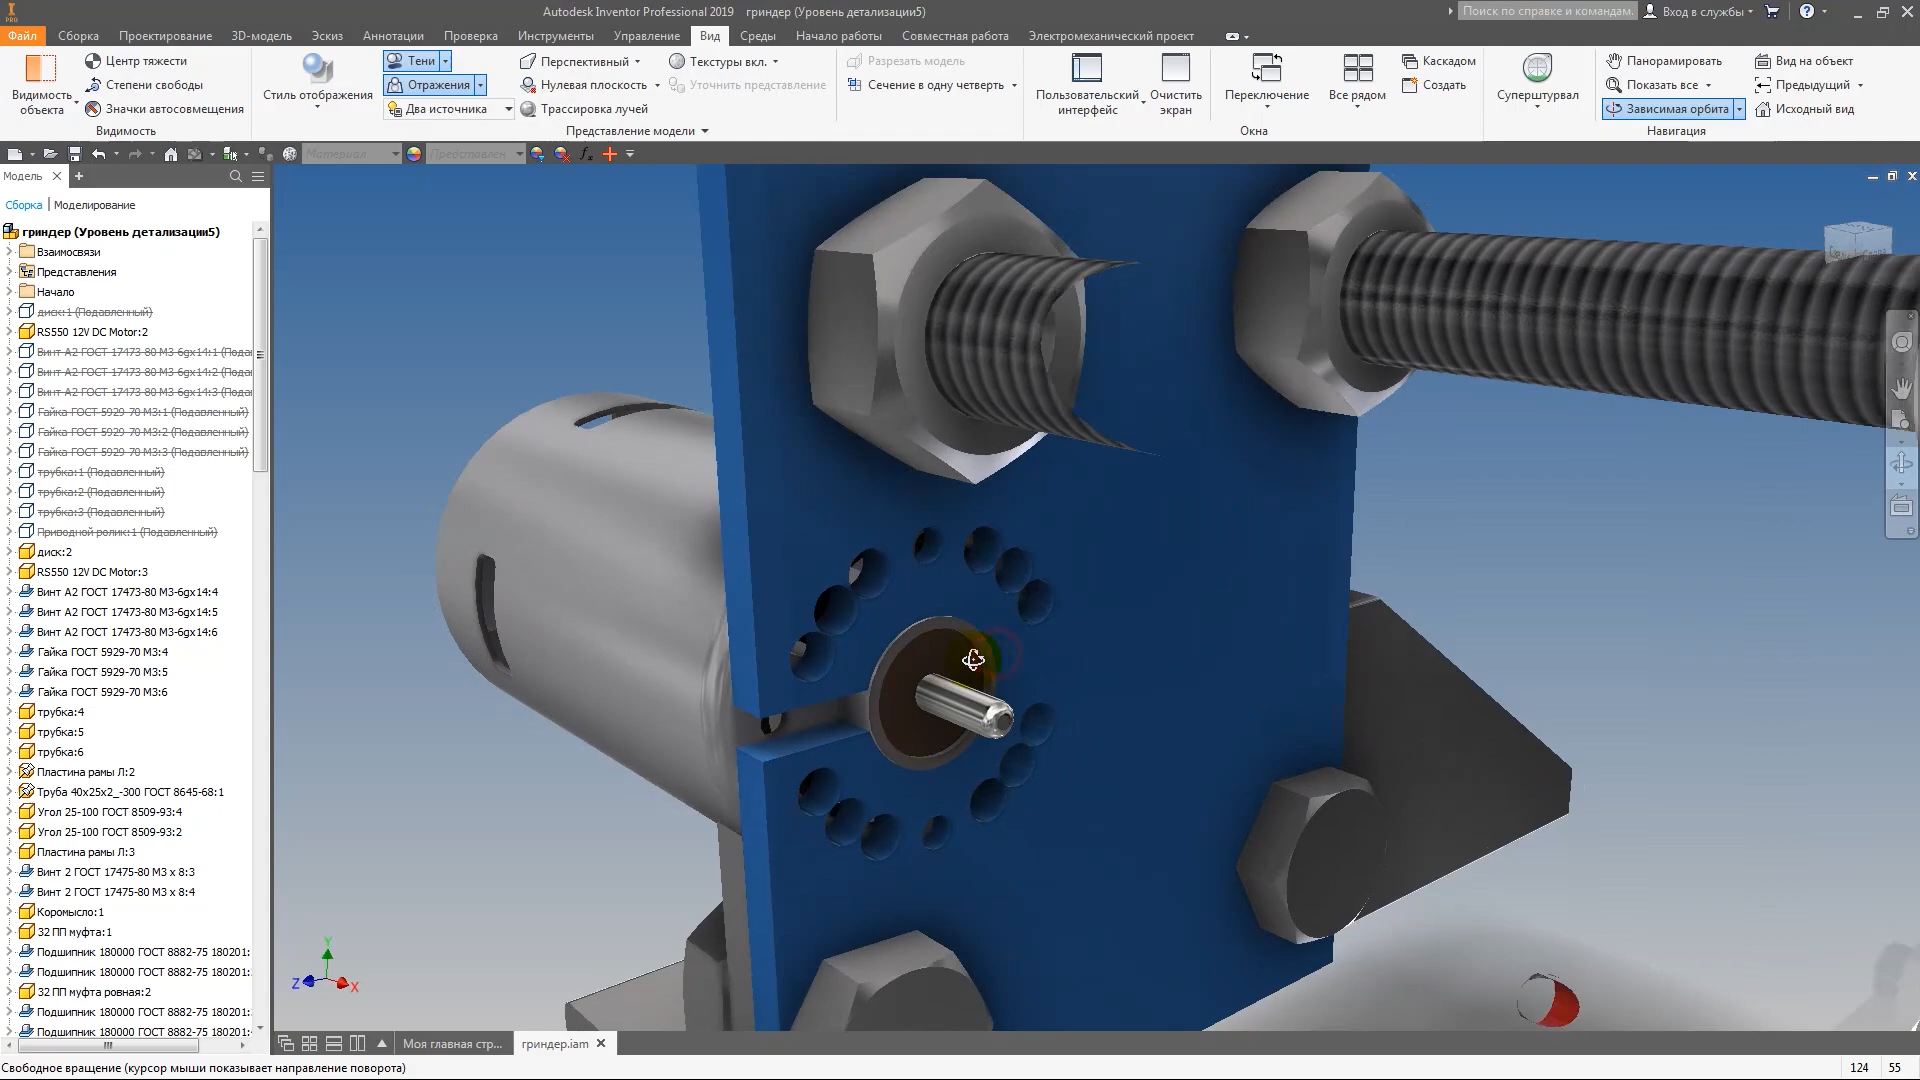 Autodesk Inventor Professional 2019 гриндер (Уровень детализации5)
Поиск по справке и командам.
Вход в службы
PRO
Файл
Сборка
Проектирование
3D-модель
Эскиз
Аннотации
Проверка
Инструменты
Управление
Вид
Среды
Начало работы
Совместная работа
Электромеханический проект
Видимость объекта
Центр тяжести
Степени свободы
Значки автосовмещения
Видимость
Стиль отображения
Тени
Отражения
Два источника
Перспективный
Нулевая плоскость
Трассировка лучей
Текстуры вкл.
Уточнить представление
Представление модели
Разрезать модель
Сечение в одну четверть
Пользовательский интерфейс
Очистить экран
Переключение
Все рядом
Каскадом
Создать
Окна
Суперштурвал
Панорамировать
Показать все
Зависимая орбита
Вид на объект
Предыдущий
Исходный вид
Навигация
Материал
Представлен
Модель
Сборка
Моделирование
гриндер (Уровень детализации5)
Взаимосвязи
Представления
Начало
диск:1 (Подавленный)
RS550 12V DC Motor:2
Винт А2 ГОСТ 17473-80 М3-6gx14:1 (Пода
Винт А2 ГОСТ 17473-80 М3-6gx14:2 (Пода
Винт А2 ГОСТ 17473-80 М3-6gx14:3 (Пода
Гайка ГОСТ 5929-70 М3:1 (Подавленный)
Гайка ГОСТ 5929-70 М3:2 (Подавленный)
Гайка ГОСТ 5929-70 М3:3 (Подавленный)
трубка:1 (Подавленный)
трубка:2 (Подавленный)
трубка:3 (Подавленный)
Приводной ролик:1 (Подавленный)
диск:2
RS550 12V DC Motor:3
Винт А2 ГОСТ 17473-80 М3-6gx14:4
Винт А2 ГОСТ 17473-80 М3-6gx14:5
Винт А2 ГОСТ 17473-80 М3-6gx14:6
Гайка ГОСТ 5929-70 М3:4
Гайка ГОСТ 5929-70 М3:5
Гайка ГОСТ 5929-70 М3:6
трубка:4
трубка:5
трубка:6
Пластина рамы Л:2
Труба 40x25x2_-300 ГОСТ 8645-68:1
Угол 25-100 ГОСТ 8509-93:4
Угол 25-100 ГОСТ 8509-93:2
Пластина рамы Л:3
Винт 2 ГОСТ 17475-80 М3 x 8:3
Винт 2 ГОСТ 17475-80 М3 x 8:4
Коромысло:1
32 ПП муфта:1
Подшипник 180000 ГОСТ 8882-75 180201:
Подшипник 180000 ГОСТ 8882-75 180201:
32 ПП муфта ровная:2
Подшипник 180000 ГОСТ 8882-75 180201:
Подшипник 180000 ГОСТ 8882-75 180201:
Y
Z
X
Моя главная стр...
гриндер.iam
Свободное вращение (курсор мыши показывает направление поворота)
124
55